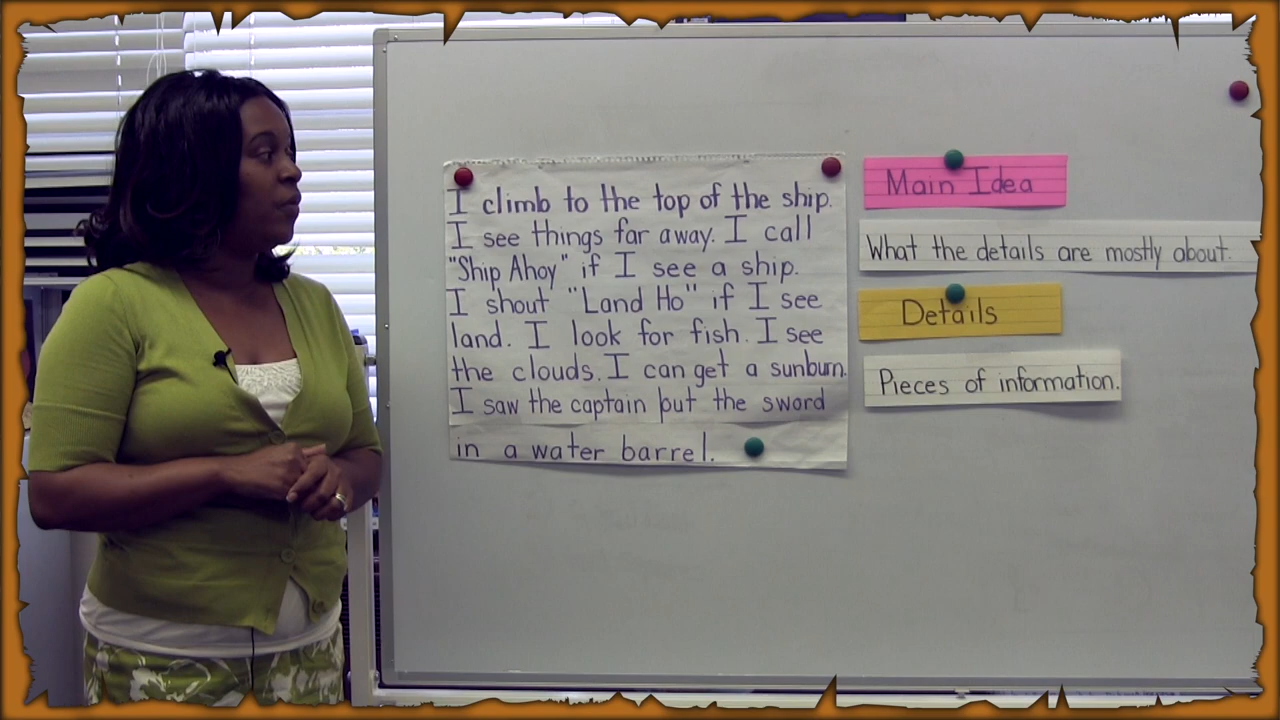 I climb to the top of the ship.
I see things far away. I call
"Ship Ahoy" if I see a ship.
I shout "Land Ho" if I see
land. I look for fish. I see
the clouds. I can get a sunburn.
I saw the captain put the sword
in a water barrel.
Main Idea
What the details are mostly about.
Details
Pieces of information.